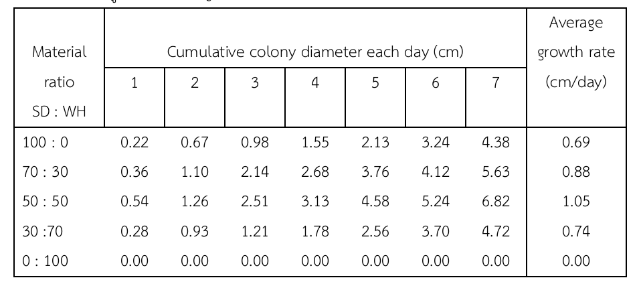 Material ratio SD : WH | Cumulative colony diameter each day (cm) | Average growth rate (cm/day)
1 2 3 4 5 6 7
100 : 0 0.22 0.67 0.98 1.55 2.13 3.24 4.38 0.69
70 : 30 0.36 1.10 2.14 2.68 3.76 4.12 5.63 0.88
50 : 50 0.54 1.26 2.51 3.13 4.58 5.24 6.82 1.05
30 :70 0.28 0.93 1.21 1.78 2.56 3.70 4.72 0.74
0 : 100 0.00 0.00 0.00 0.00 0.00 0.00 0.00 0.00